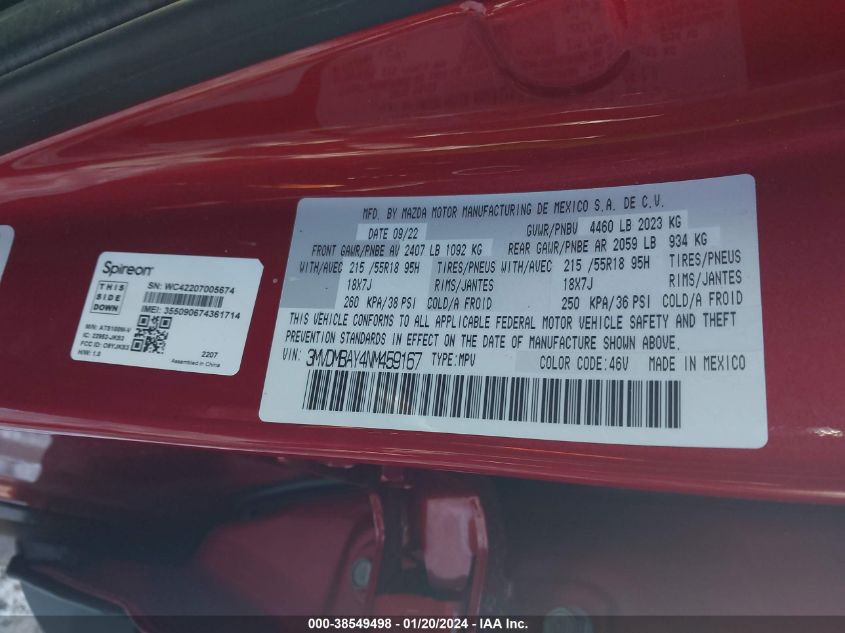 MFD. BY MAZDA MOTOR MANUFACTURING DE MEXICO S.A. DE C.V.
DATE 09/22 GVWR/PNBV 4460 LB 2023 KG
FRONT GAWR/PNBE AV 2407 LB 1092 KG REAR GAWR/PNBE AR 2059 LB 934 KG
WITH/AVEC 215 /55R18 95H TIRES/PNEUS WITH/AVEC 215 /55R18 95H TIRES/PNEUS
18X7J RIMS/JANTES 18X7J RIMS/JANTES
260 KPA/38 PSI COLD/A FROID 250 KPA/36 PSI COLD/A FROID
THIS VEHICLE CONFORMS TO ALL APPLICABLE FEDERAL MOTOR VEHICLE SAFETY AND THEFT
PREVENTION STANDARDS IN EFFECT ON THE DATE OF MANUFACTURE SHOWN ABOVE.
VIN: 3MVDMBAY4NM459167 TYPE:MPV COLOR CODE:46V MADE IN MEXICO
Spireon
THIS
SIDE
DOWN
SN: WC42207005674
IMEI: 355090674361714
H/W: 1.0
2207
Assembled in China
000-38549498 - 01/20/2024 - IAA Inc.